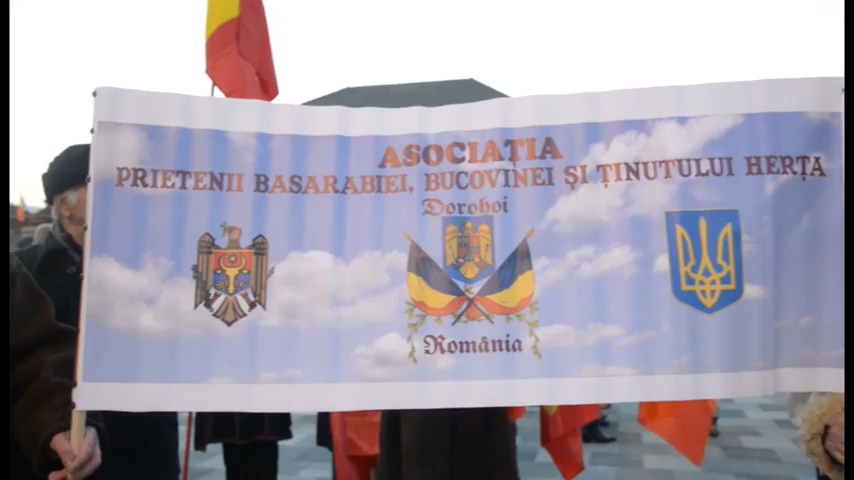 ASOCIAȚIA
PRIETENII BASARABIEI, BUCOVINEI ȘI ȚINUTULUI HERȚA
Dorohoi
România